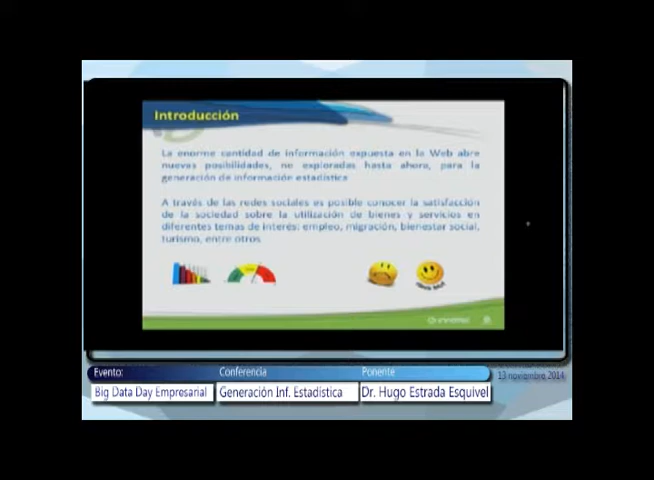 Introducción
La enorme cantidad de información expuesta en la Web abre
nuevas posibilidades, no exploradas hasta ahora, para la
generación de información estadística
A través de las redes sociales es posible conocer la satisfacción
de la sociedad sobre la utilización de bienes y servicios en
diferentes temas de interés: empleo, migración, bienestar social,
turismo, entre otros
Evento:
Conferencia
Ponente
13 noviembre 2014
Big Data Day Empresarial
Generación Inf. Estadística
Dr. Hugo Estrada Esquivel